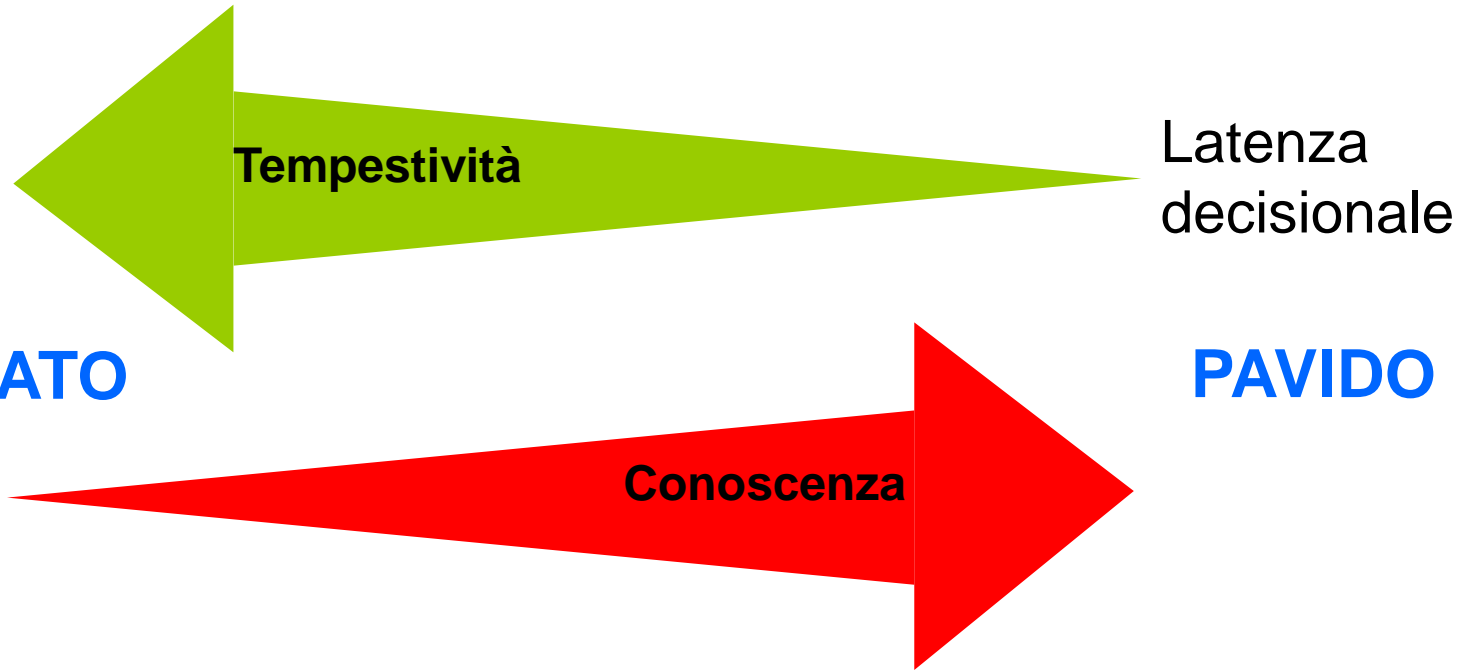 Tempestività
Latenza
decisionale
ATO
PAVIDO
Conoscenza